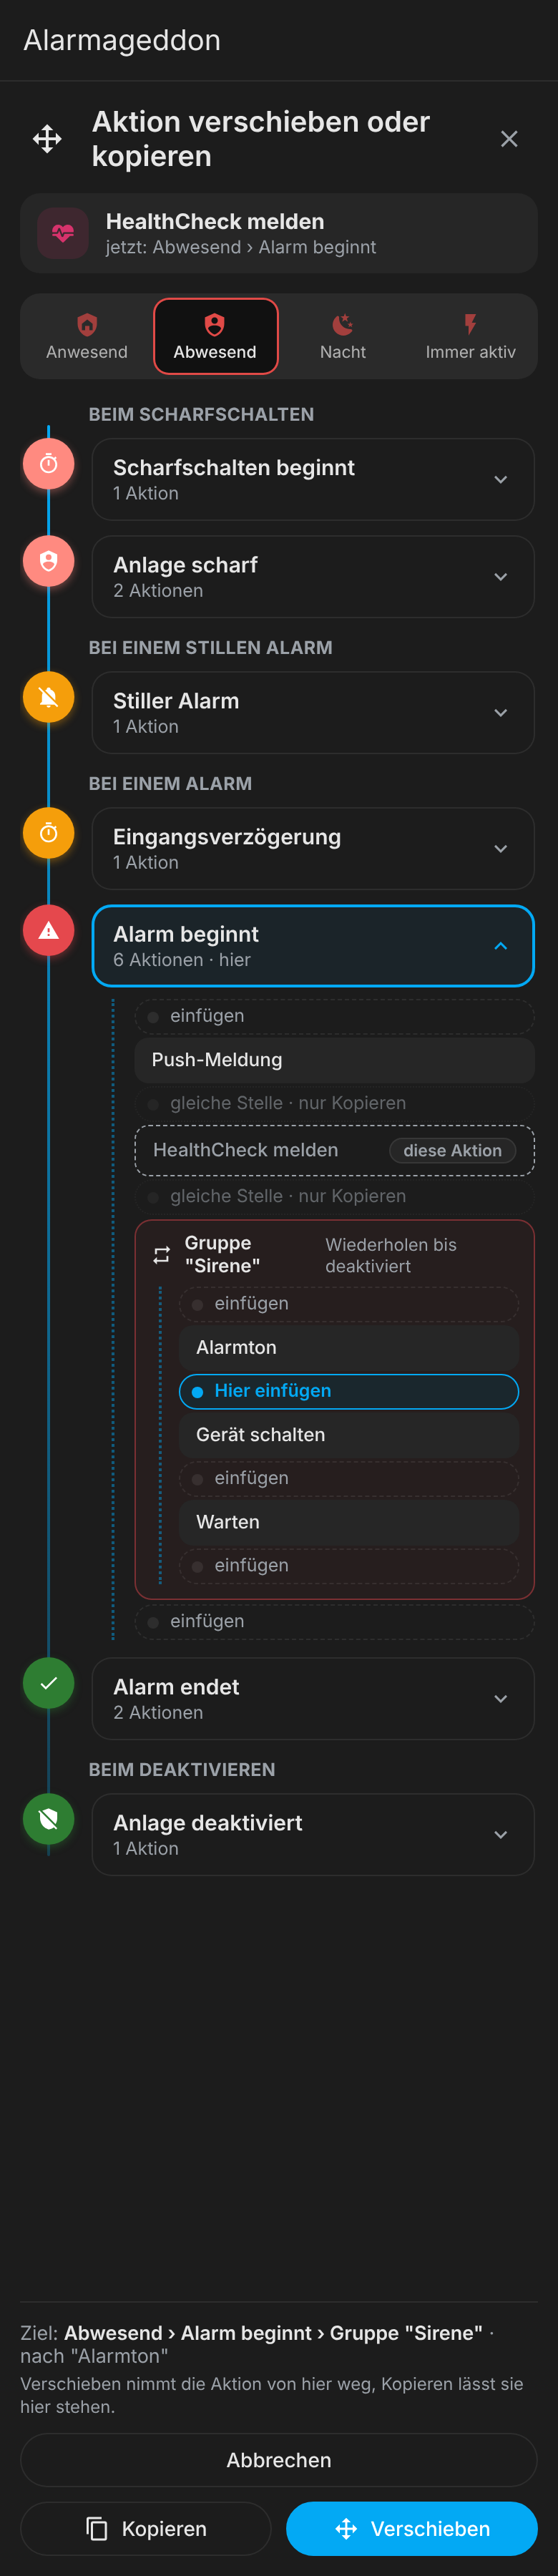 Alarmageddon
Aktion verschieben oder
kopieren
HealthCheck melden
jetzt: Abwesend › Alarm beginnt
Anwesend
Abwesend
Nacht
Immer aktiv
BEIM SCHARFSCHALTEN
Scharfschalten beginnt
1 Aktion
Anlage scharf
2 Aktionen
BEI EINEM STILLEN ALARM
Stiller Alarm
1 Aktion
BEI EINEM ALARM
Eingangsverzögerung
1 Aktion
Alarm beginnt
6 Aktionen · hier
einfügen
Push-Meldung
gleiche Stelle · nur Kopieren
HealthCheck melden diese Aktion
gleiche Stelle · nur Kopieren
Gruppe
"Sirene"
Wiederholen bis
deaktiviert
einfügen
Alarmton
Hier einfügen
Gerät schalten
einfügen
Warten
einfügen
einfügen
Alarm endet
2 Aktionen
BEIM DEAKTIVIEREN
Anlage deaktiviert
1 Aktion
Ziel: Abwesend › Alarm beginnt › Gruppe "Sirene" ·
nach "Alarmton"
Verschieben nimmt die Aktion von hier weg, Kopieren lässt sie
hier stehen.
Abbrechen
Kopieren
Verschieben